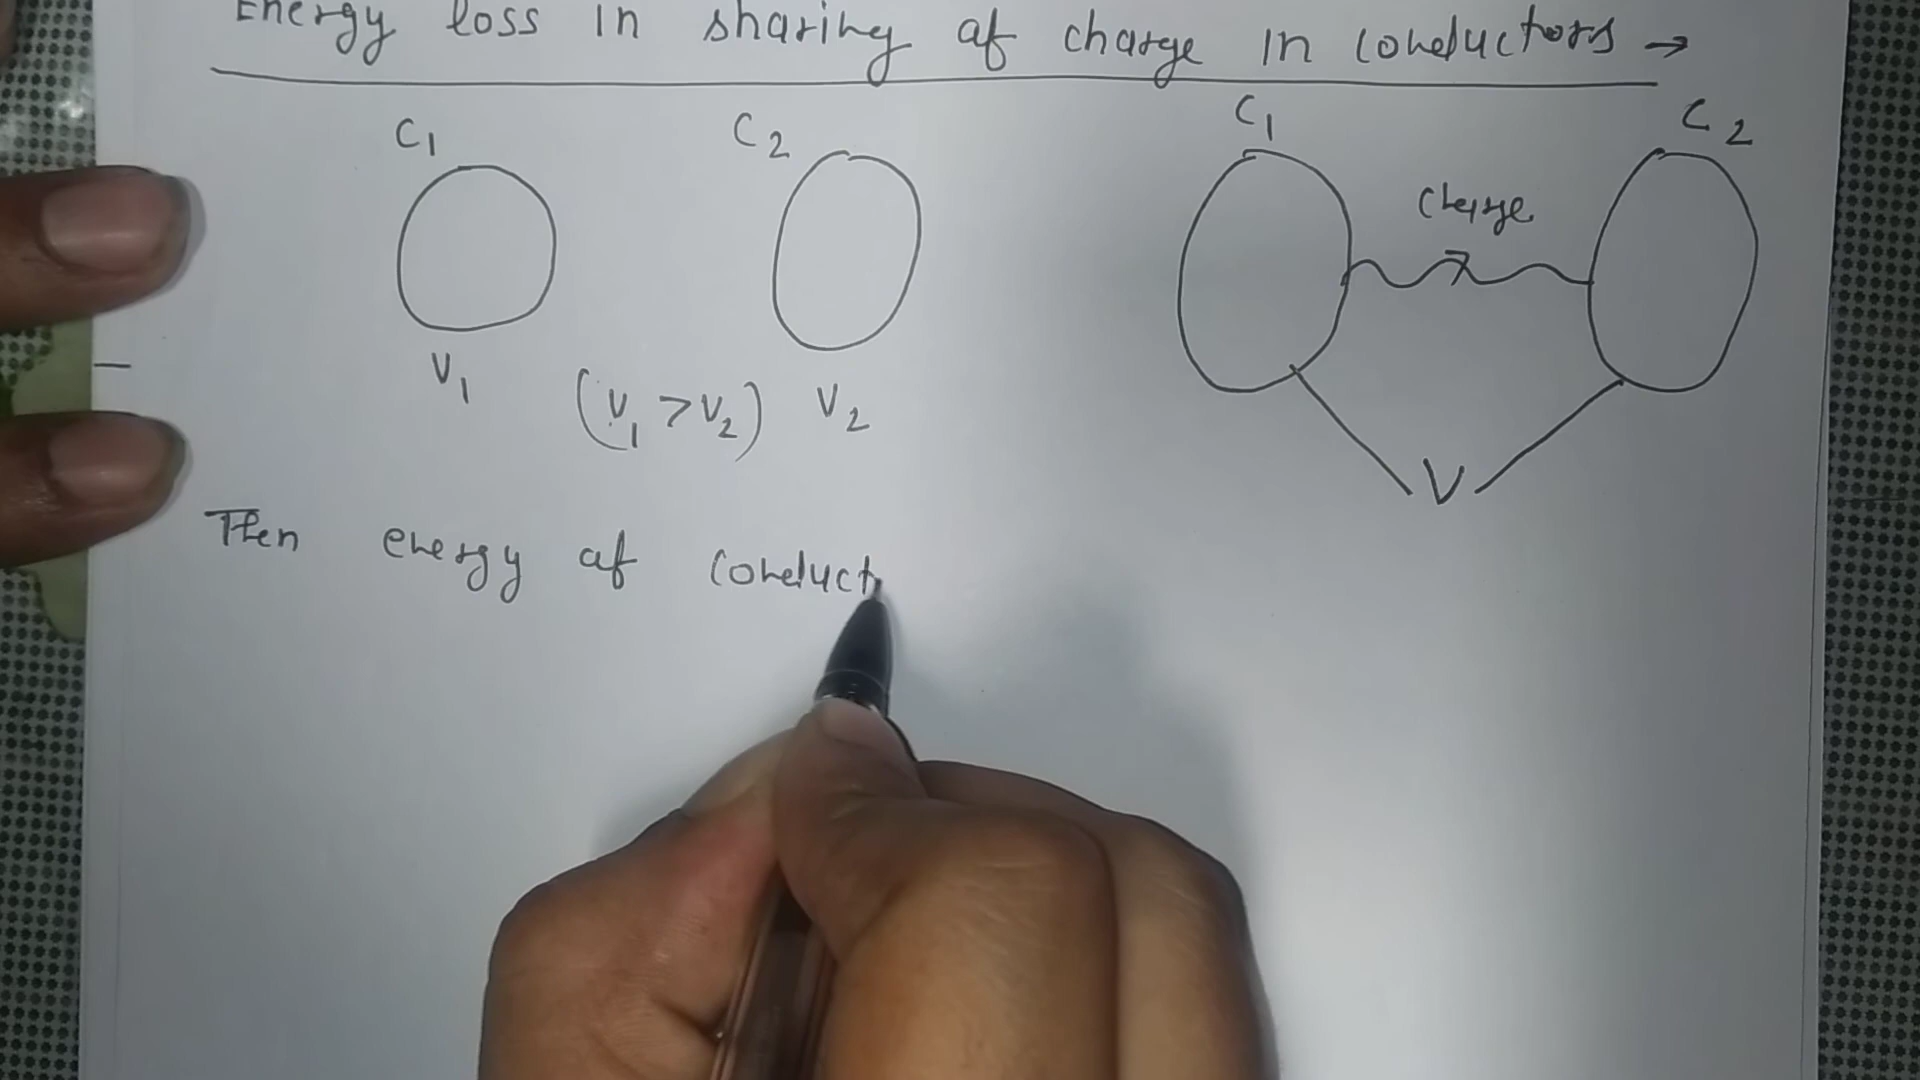 Energy loss in sharing of charge in conductors →
C1 C2 C1 C2
charge
V1 (V1 > V2) V2
V
Then energy of conduct